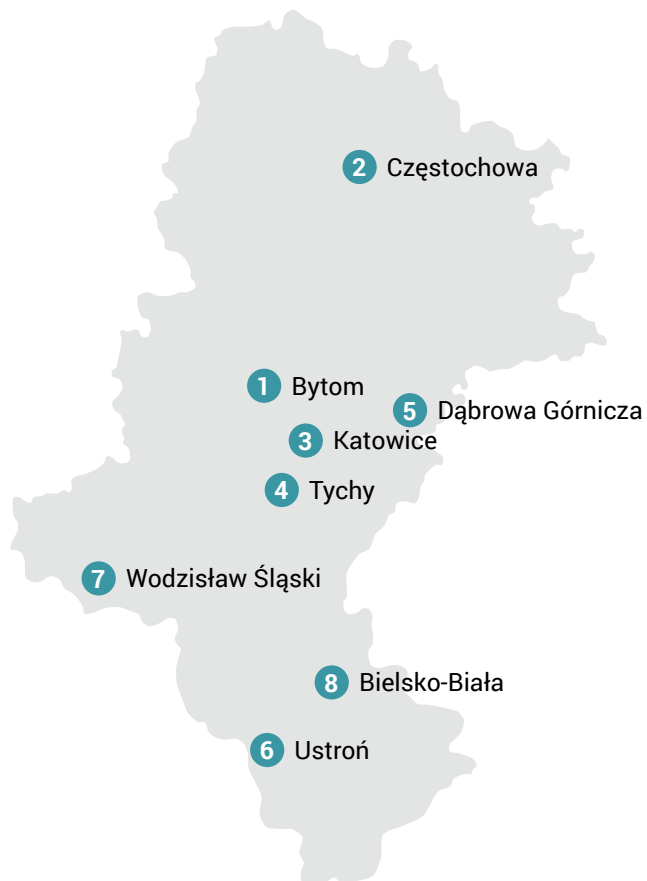 2 Częstochowa
1 Bytom
5 Dąbrowa Górnicza
3 Katowice
4 Tychy
7 Wodzisław Śląski
8 Bielsko-Biała
6 Ustroń